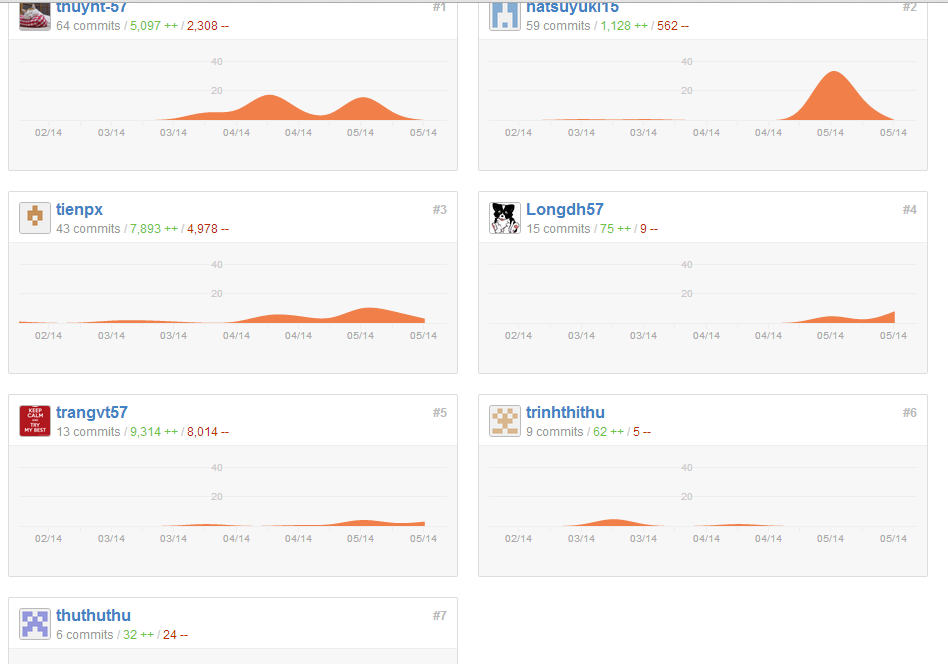 thuynt-57 #1
64 commits / 5,097 ++ / 2,308 --
40
20
02/14 03/14 03/14 04/14 04/14 05/14 05/14
natsuyuki15 #2
59 commits / 1,128 ++ / 562 --
40
20
02/14 03/14 03/14 04/14 04/14 05/14 05/14
tienpx #3
43 commits / 7,893 ++ / 4,978 --
40
20
02/14 03/14 03/14 04/14 04/14 05/14 05/14
Longdh57 #4
15 commits / 75 ++ / 9 --
40
20
02/14 03/14 03/14 04/14 04/14 05/14 05/14
KEEP
CALM
AND
TRY
MY BEST
trangvt57 #5
13 commits / 9,314 ++ / 8,014 --
40
20
02/14 03/14 03/14 04/14 04/14 05/14 05/14
trinhthithu #6
9 commits / 62 ++ / 5 --
40
20
02/14 03/14 03/14 04/14 04/14 05/14 05/14
thuthuthu #7
6 commits / 32 ++ / 24 --